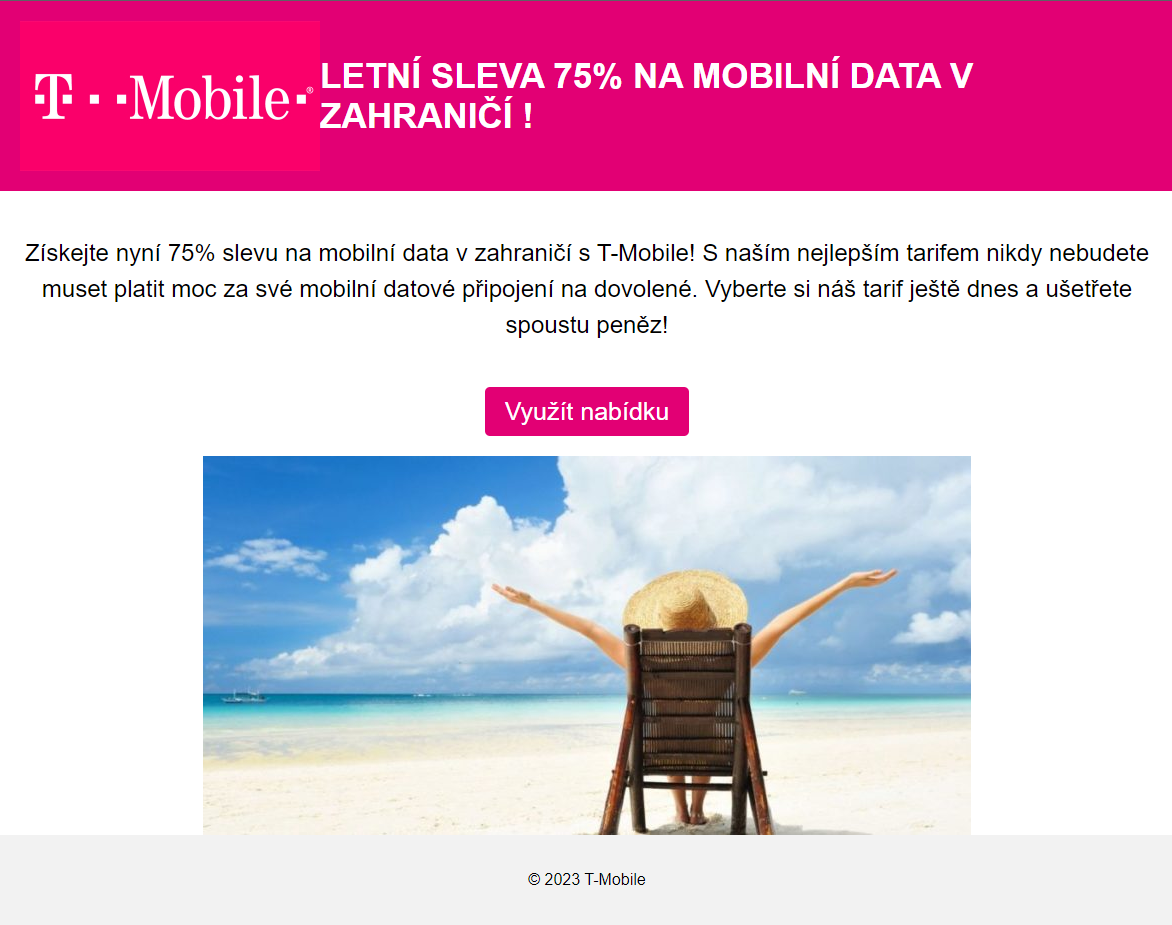 T · · Mobile ·®
LETNÍ SLEVA 75% NA MOBILNÍ DATA V
ZAHRANIČÍ !
Získejte nyní 75% slevu na mobilní data v zahraničí s T-Mobile! S naším nejlepším tarifem nikdy nebudete
muset platit moc za své mobilní datové připojení na dovolené. Vyberte si náš tarif ještě dnes a ušetřete
spoustu peněz!
Využít nabídku
© 2023 T-Mobile